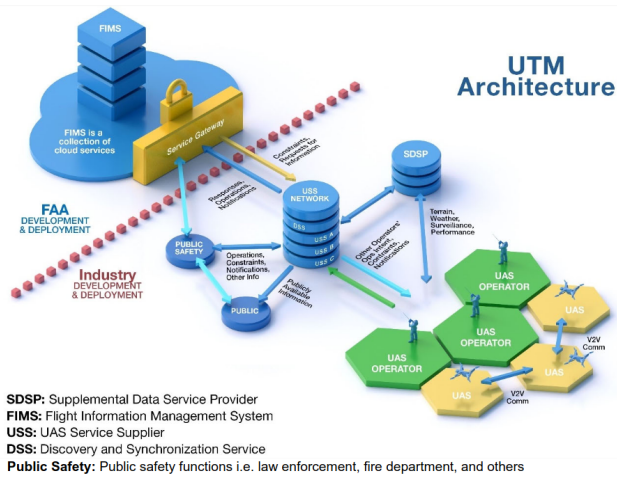 UTM
Architecture
FIMS
FIMS is a
collection of
cloud services
Service Gateway
Constraints,
Requests for
Information
Responses,
Operations,
Notifications
FAA
DEVELOPMENT
& DEPLOYMENT
Industry
DEVELOPMENT
& DEPLOYMENT
USS
NETWORK
DSS
USS A
USS B
USS C
SDSP
PUBLIC
SAFETY
Operations,
Constraints,
Notifications,
Other Info
Publicly
Available
Information
PUBLIC
Other Operators'
Ops Intent,
Constraints,
Notifications
Terrain,
Weather,
Surveillance,
Performance
UAS
OPERATOR
UAS
OPERATOR
UAS
OPERATOR
UAS
UAS
UAS
V2V
Comm
V2V
Comm
SDSP: Supplemental Data Service Provider
FIMS: Flight Information Management System
USS: UAS Service Supplier
DSS: Discovery and Synchronization Service
Public Safety: Public safety functions i.e. law enforcement, fire department, and others